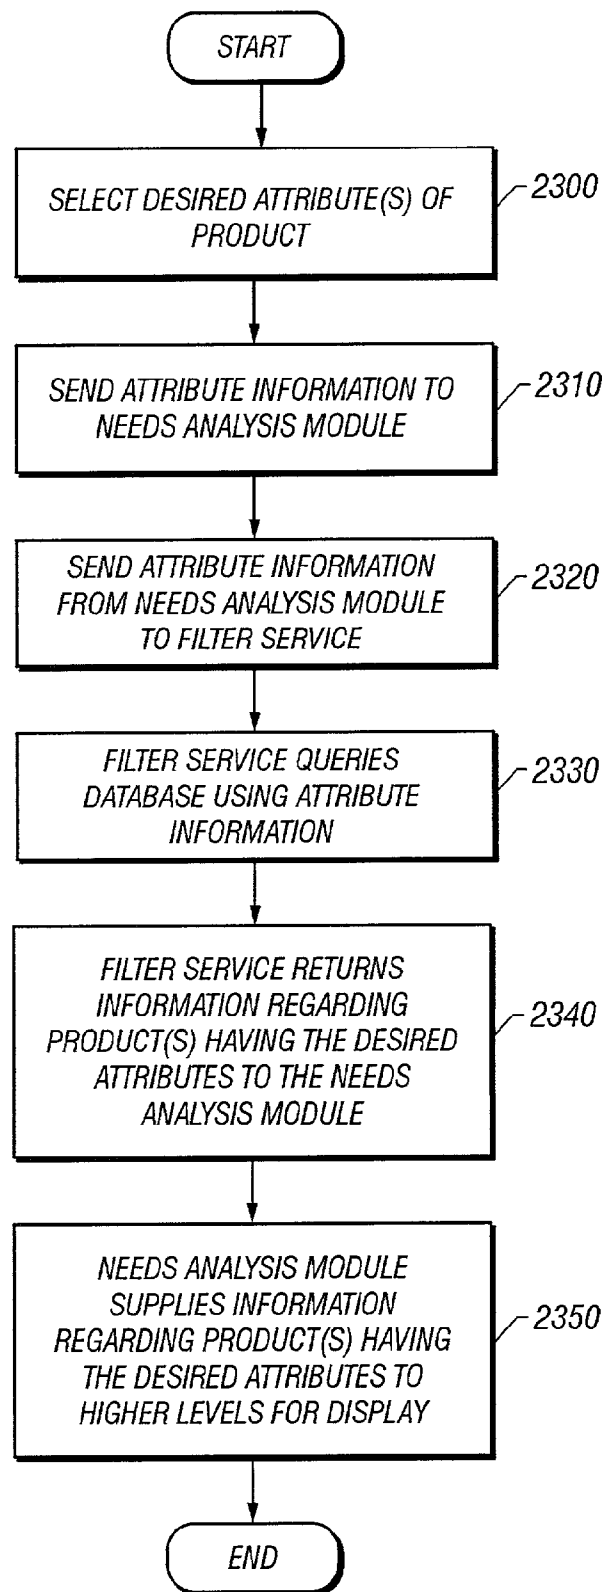 START
SELECT DESIRED ATTRIBUTE(S) OF
PRODUCT
2300
SEND ATTRIBUTE INFORMATION TO
NEEDS ANALYSIS MODULE
2310
SEND ATTRIBUTE INFORMATION
FROM NEEDS ANALYSIS MODULE
TO FILTER SERVICE
2320
FILTER SERVICE QUERIES
DATABASE USING ATTRIBUTE
INFORMATION
2330
FILTER SERVICE RETURNS
INFORMATION REGARDING
PRODUCT(S) HAVING THE DESIRED
ATTRIBUTES TO THE NEEDS
ANALYSIS MODULE
2340
NEEDS ANALYSIS MODULE
SUPPLIES INFORMATION
REGARDING PRODUCT(S) HAVING
THE DESIRED ATTRIBUTES TO
HIGHER LEVELS FOR DISPLAY
2350
END